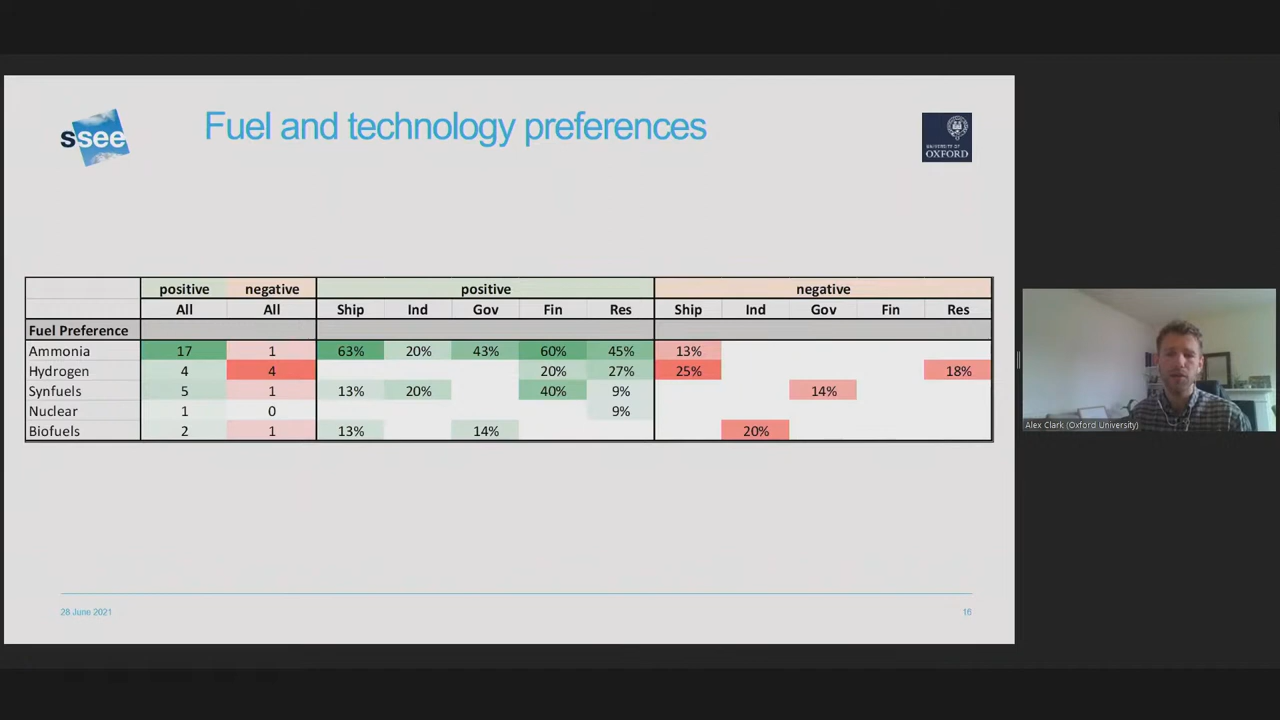 ssee
Fuel and technology preferences
UNIVERSITY OF
OXFORD
positive negative positive negative
All All Ship Ind Gov Fin Res Ship Ind Gov Fin Res
Fuel Preference
Ammonia 17 1 63% 20% 43% 60% 45% 13%
Hydrogen 4 4 20% 27% 25% 18%
Synfuels 5 1 13% 20% 40% 9% 14%
Nuclear 1 0 9%
Biofuels 2 1 13% 14% 20%
28 June 2021 16
Alex Clark (Oxford University)